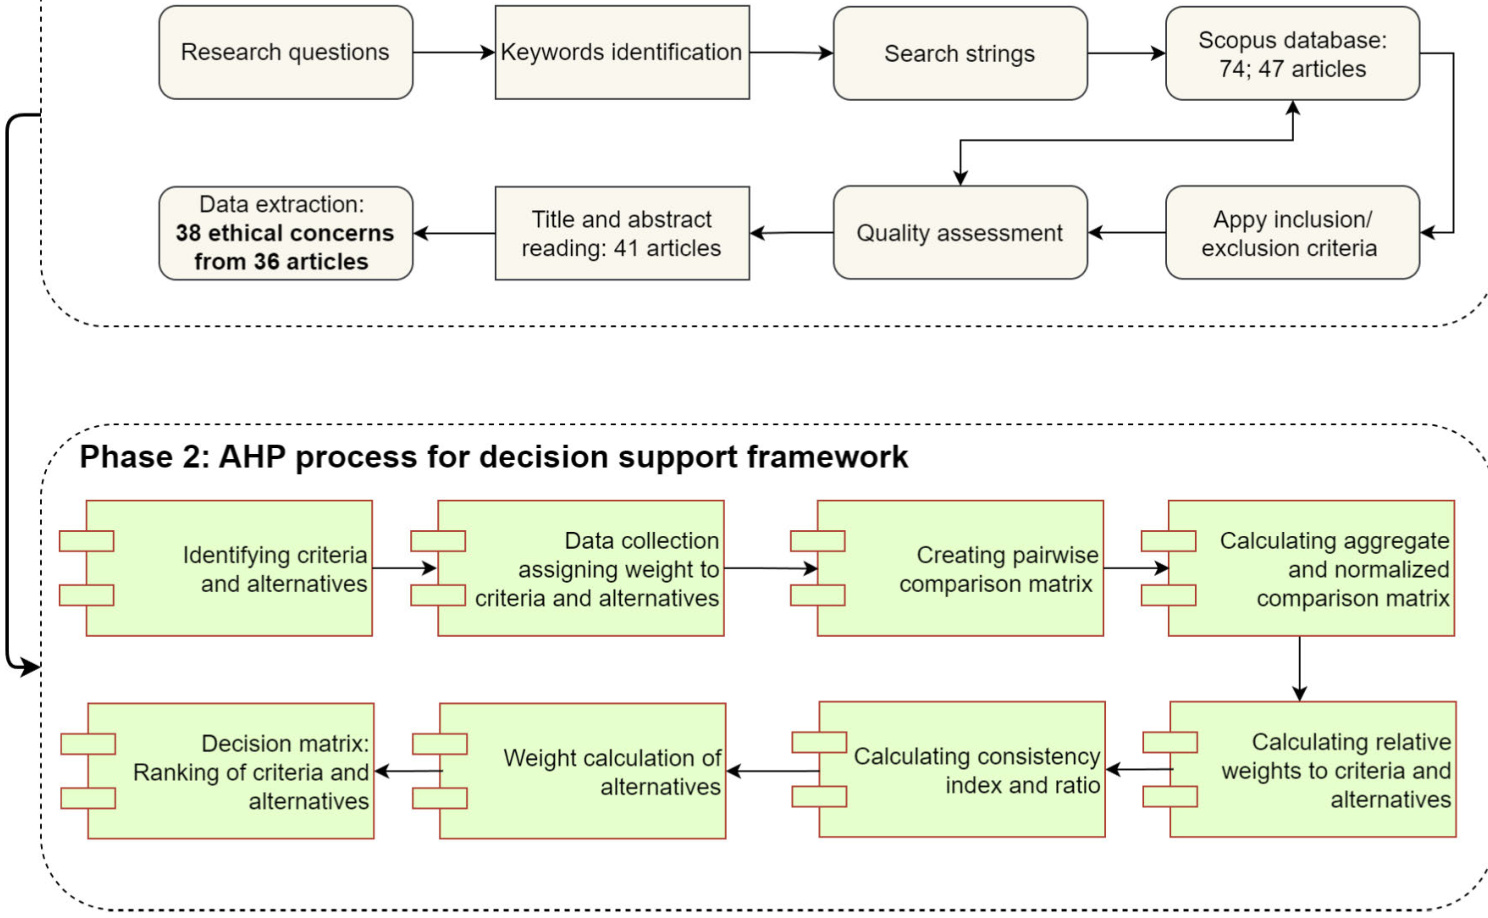 Research questions
Keywords identification
Search strings
Scopus database:
74; 47 articles
Data extraction:
38 ethical concerns
from 36 articles
Title and abstract
reading: 41 articles
Quality assessment
Appy inclusion/
exclusion criteria
Phase 2: AHP process for decision support framework
Identifying criteria
and alternatives
Data collection
assigning weight to
criteria and alternatives
Creating pairwise
comparison matrix
Calculating aggregate
and normalized
comparison matrix
Decision matrix:
Ranking of criteria and
alternatives
Weight calculation of
alternatives
Calculating consistency
index and ratio
Calculating relative
weights to criteria and
alternatives